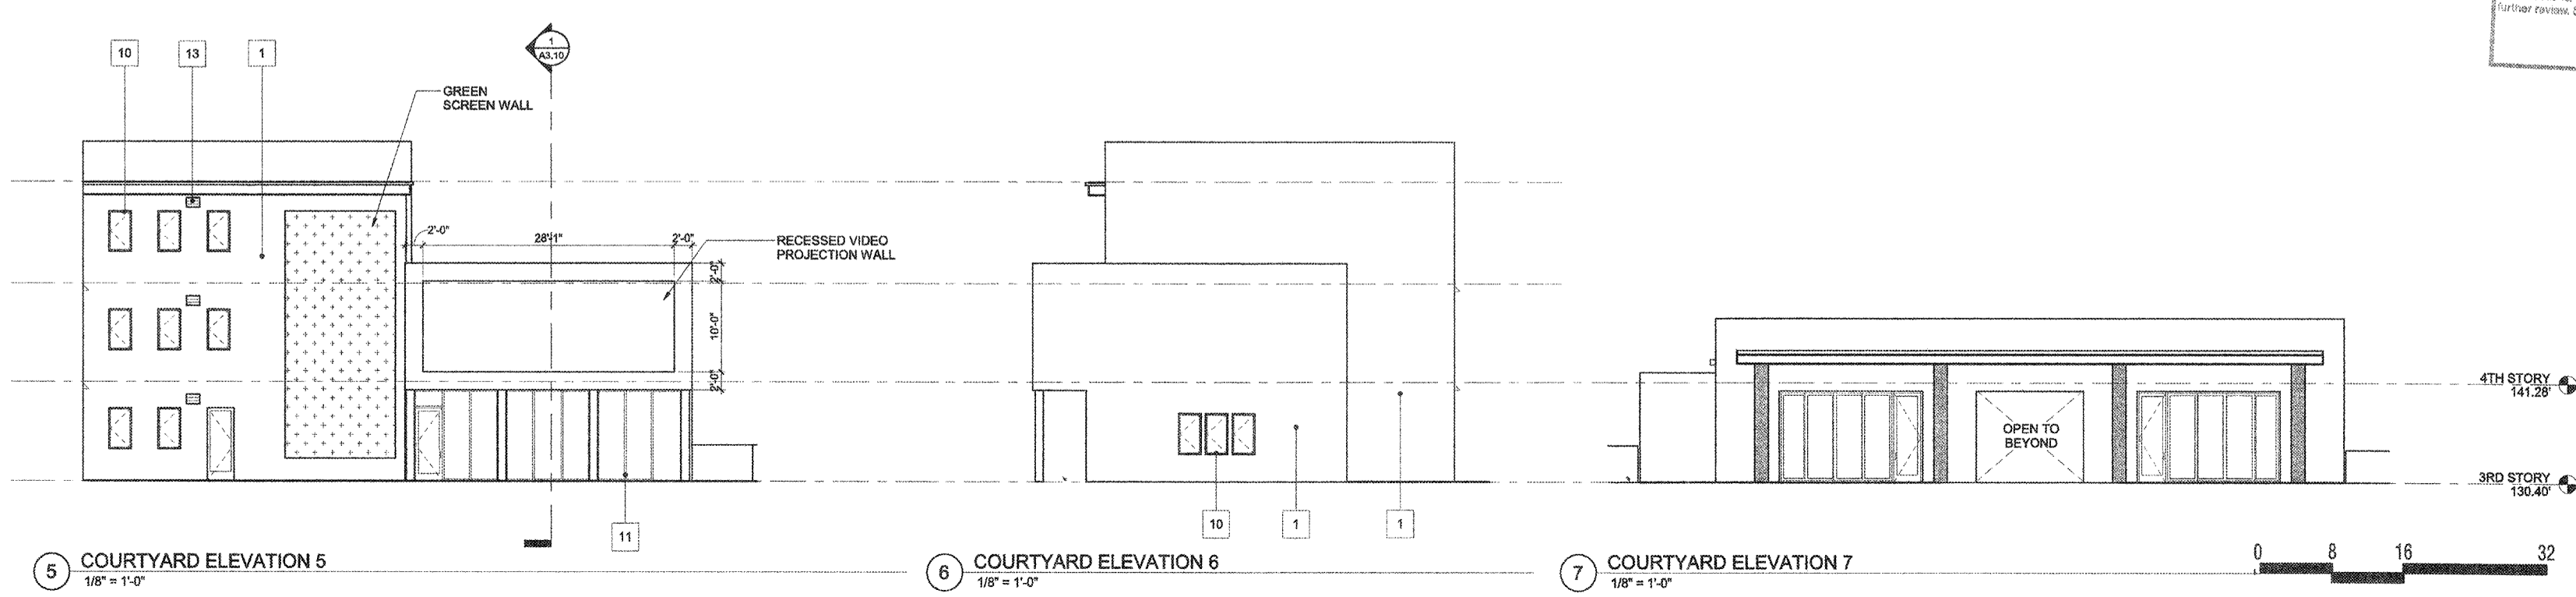 further review.
10
13
1
1
A3.10
GREEN
SCREEN WALL
2'-0"
28'-1"
2'-0"
RECESSED VIDEO
PROJECTION WALL
2'-0"
10'-0"
2'-0"
11
10
1
1
OPEN TO
BEYOND
4TH STORY
141.28'
3RD STORY
130.40'
5
COURTYARD ELEVATION 5
1/8" = 1'-0"
6
COURTYARD ELEVATION 6
1/8" = 1'-0"
7
COURTYARD ELEVATION 7
1/8" = 1'-0"
0 8 16 32